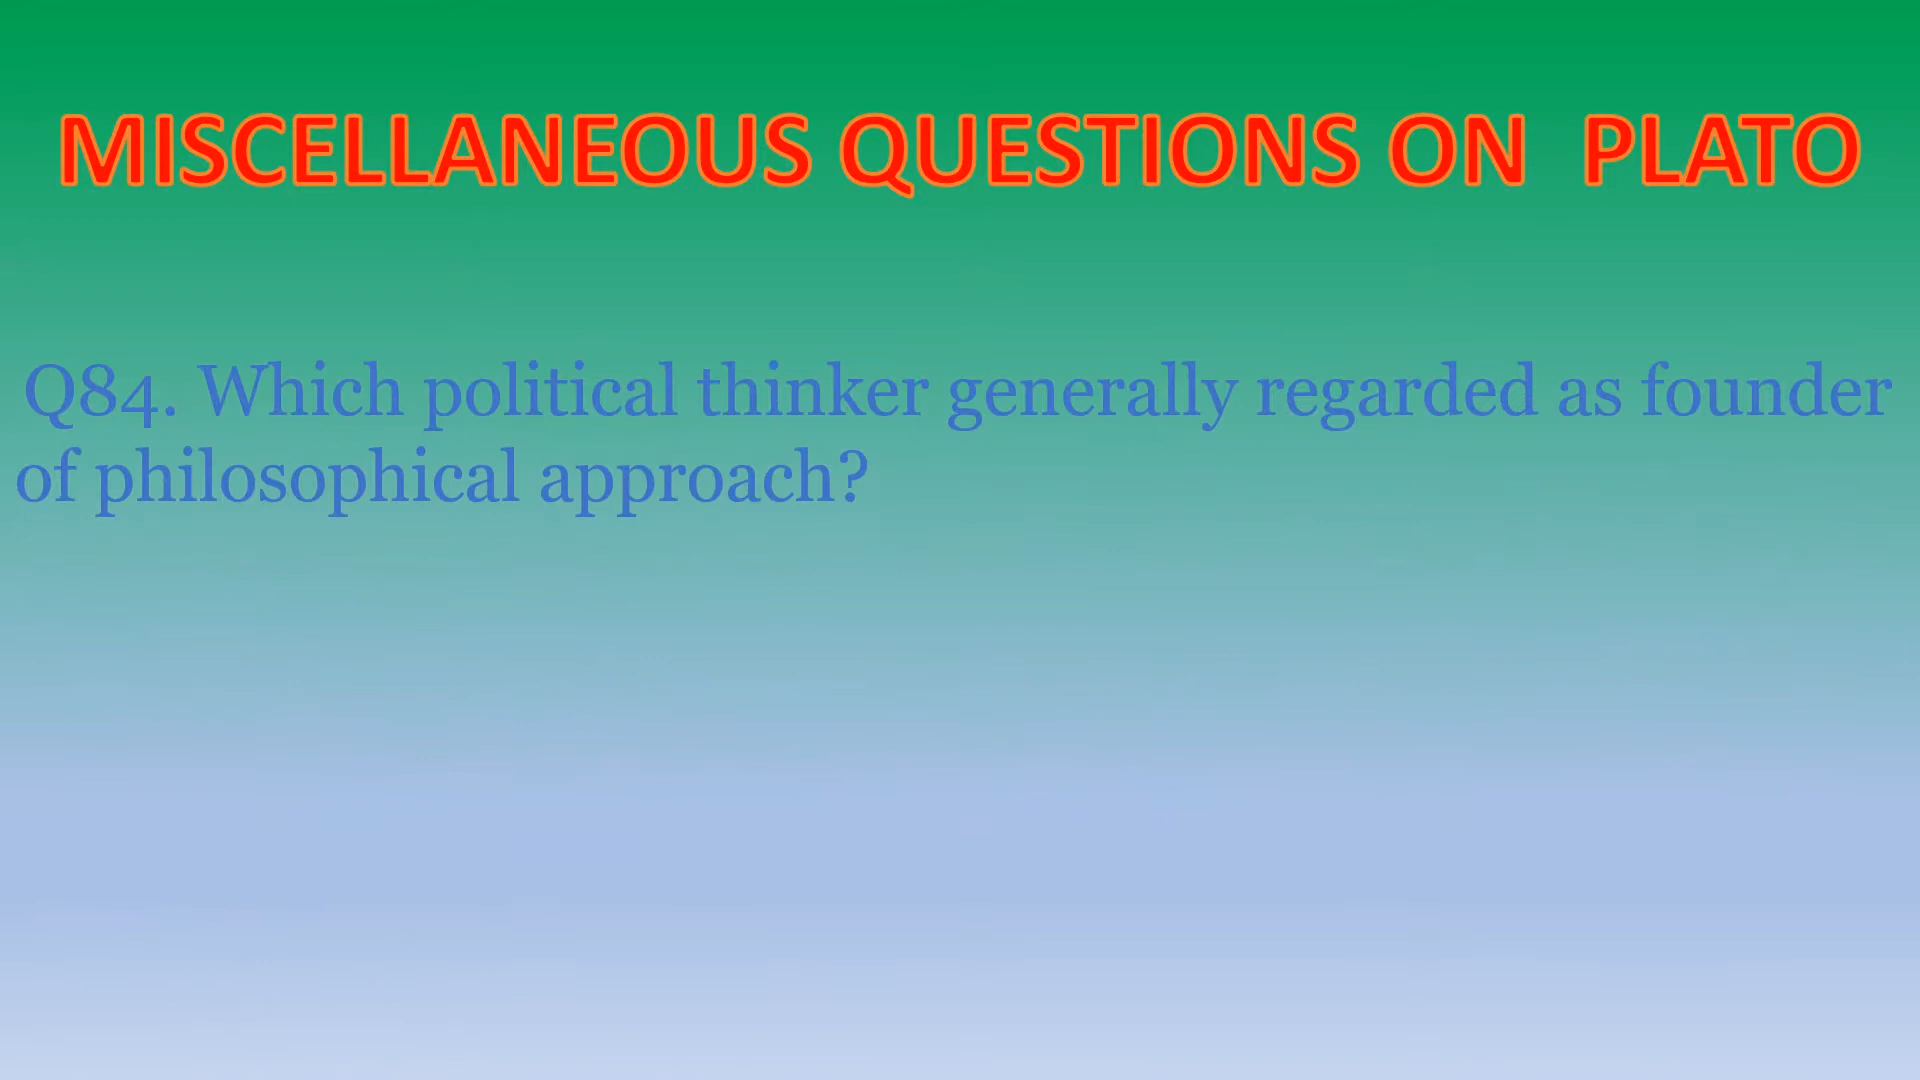 MISCELLANEOUS QUESTIONS ON PLATO
Q84. Which political thinker generally regarded as founder
of philosophical approach?